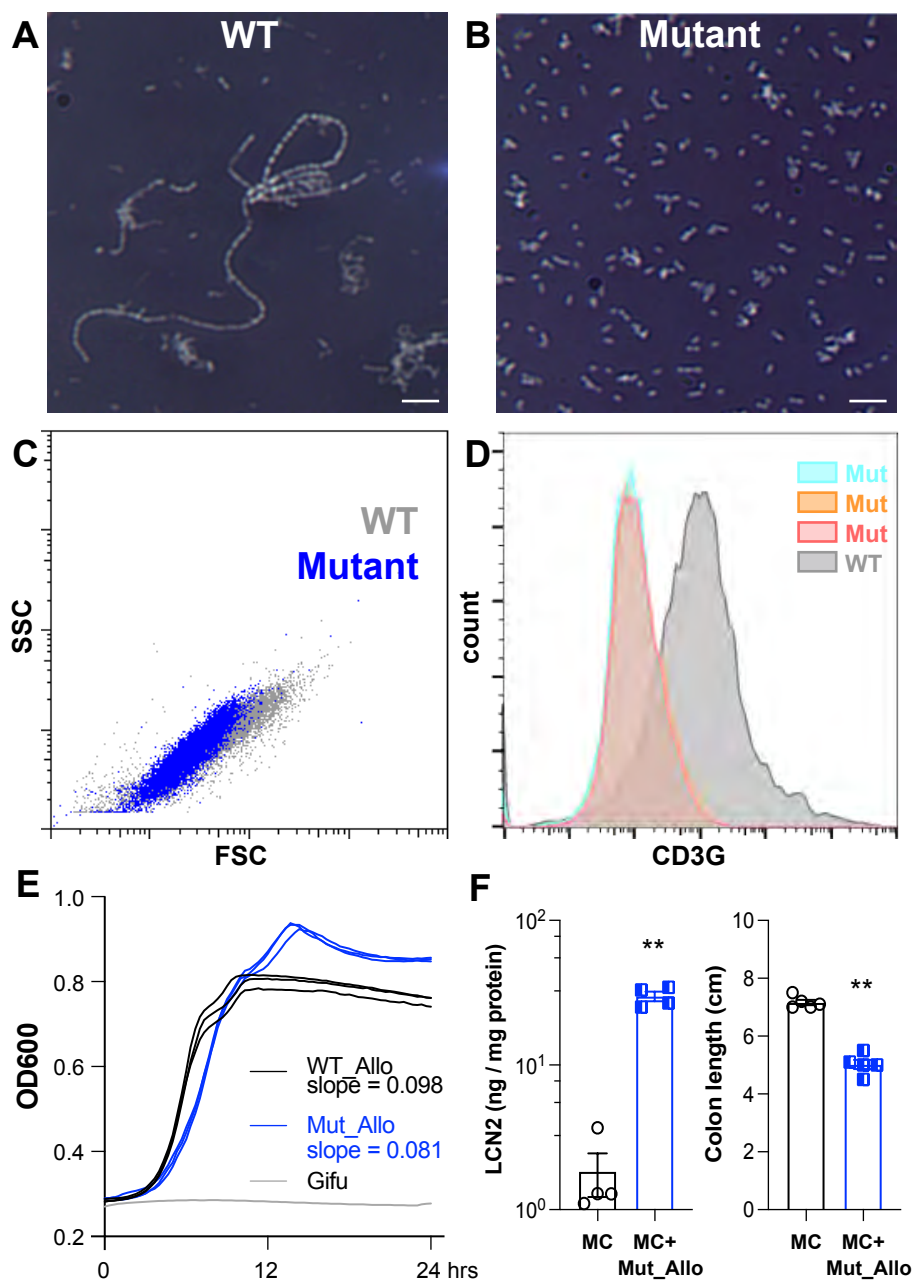 A
WT
B
Mutant
C
WT
Mutant
SSC
FSC
D
Mut
Mut
Mut
WT
count
CD3G
E
1.0
0.8
0.6
0.4
0.2
OD600
WT_Allo
slope = 0.098
Mut_Allo
slope = 0.081
Gifu
0
12
24 hrs
F
LCN2 (ng / mg protein)
10²
10¹
10⁰
**
MC
MC+
Mut_Allo
Colon length (cm)
10
8
6
4
2
0
**
MC
MC+
Mut_Allo